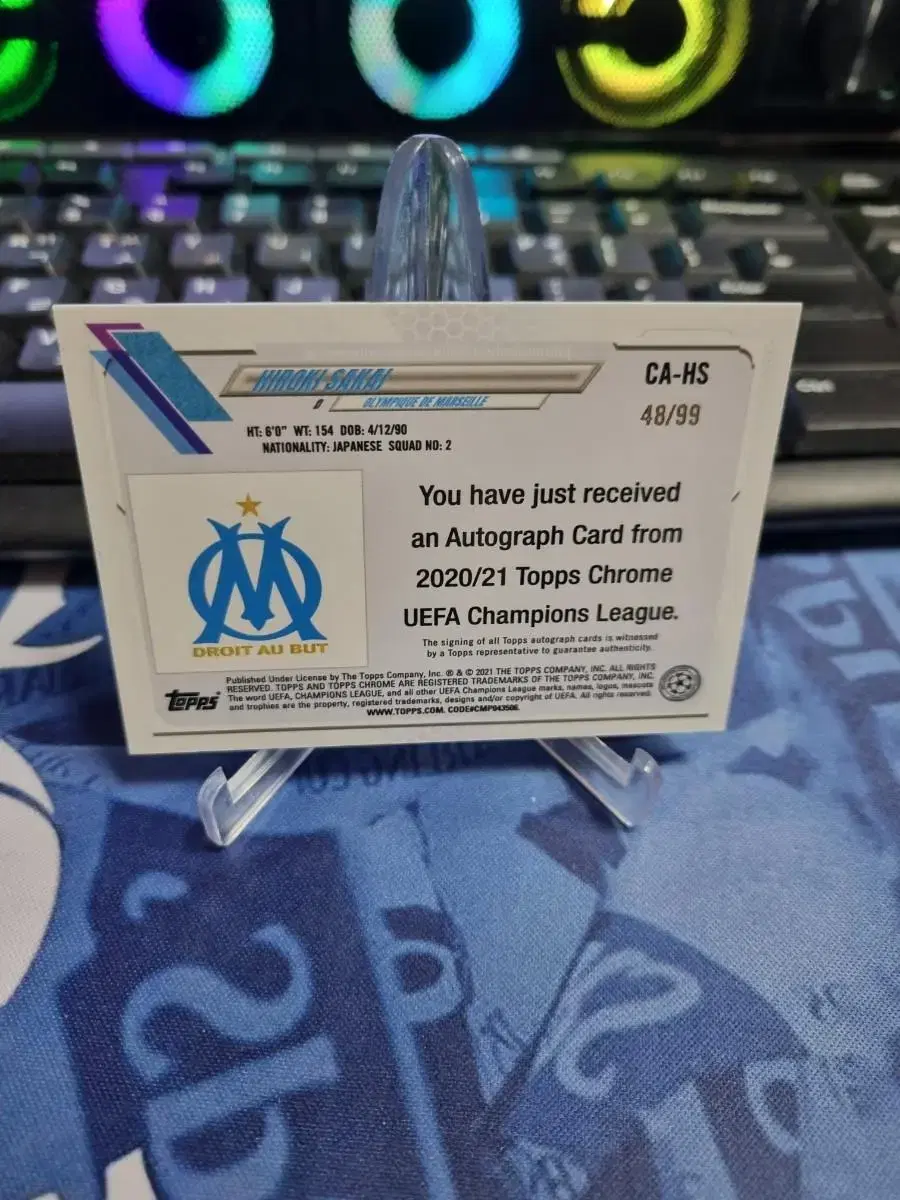 HIROKI SAKAI
CA-HS
D OLYMPIQUE DE MARSEILLE
48/99
HT: 6'0" WT: 154 DOB: 4/12/90
NATIONALITY: JAPANESE SQUAD NO: 2
You have just received
an Autograph Card from
2020/21 Topps Chrome
UEFA Champions League.
The signing of all Topps autograph cards is witnessed
by a Topps representative to guarantee authenticity.
DROIT AU BUT
topps
Published Under License by The Topps Company, Inc. ® & © 2021 THE TOPPS COMPANY, INC. ALL RIGHTS
RESERVED. TOPPS AND TOPPS CHROME ARE REGISTERED TRADEMARKS OF THE TOPPS COMPANY, INC.
The word UEFA, CHAMPIONS LEAGUE, and all other UEFA Champions League marks, names, logos, mascots
and trophies are the property, registered trademarks, designs and/or copyright of UEFA. All rights reserved.
WWW.TOPPS.COM. CODE#CMP043506.